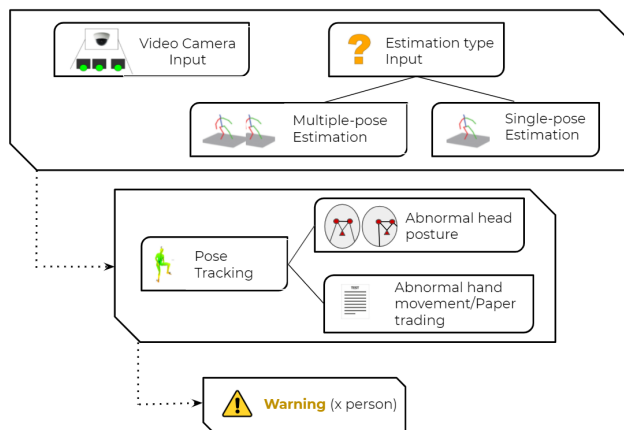 Video Camera
Input
Estimation type
Input
Multiple-pose
Estimation
Single-pose
Estimation
Pose
Tracking
Abnormal head
posture
Abnormal hand
movement/Paper
trading
Warning (x person)